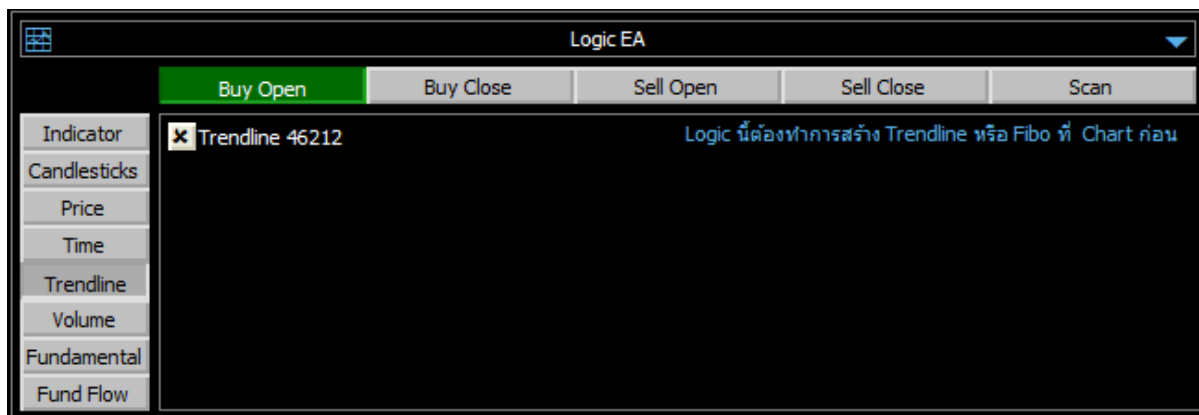 Logic EA
Buy Open Buy Close Sell Open Sell Close Scan
Indicator
Candlesticks
Price
Time
Trendline
Volume
Fundamental
Fund Flow
Trendline 46212
Logic นี้ต้องทำการสร้าง Trendline หรือ Fibo ที่ Chart ก่อน